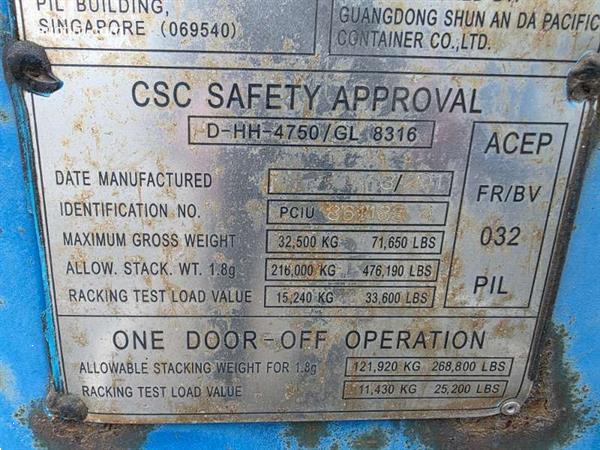 PIL BUILDING,
SINGAPORE (069540)
GUANGDONG SHUN AN DA PACIFIC
CONTAINER CO.,LTD.
CSC SAFETY APPROVAL
D-HH-4750/GL 8316
DATE MANUFACTURED /
IDENTIFICATION NO. PCIU
MAXIMUM GROSS WEIGHT 32,500 KG 71,650 LBS
ALLOW. STACK. WT. 1.8g 216,000 KG 476,190 LBS
RACKING TEST LOAD VALUE 15,240 KG 33,600 LBS
ACEP
FR/BV
032
PIL
ONE DOOR-OFF OPERATION
ALLOWABLE STACKING WEIGHT FOR 1.8g 121,920 KG 268,800 LBS
RACKING TEST LOAD VALUE 11,430 KG 25,200 LBS